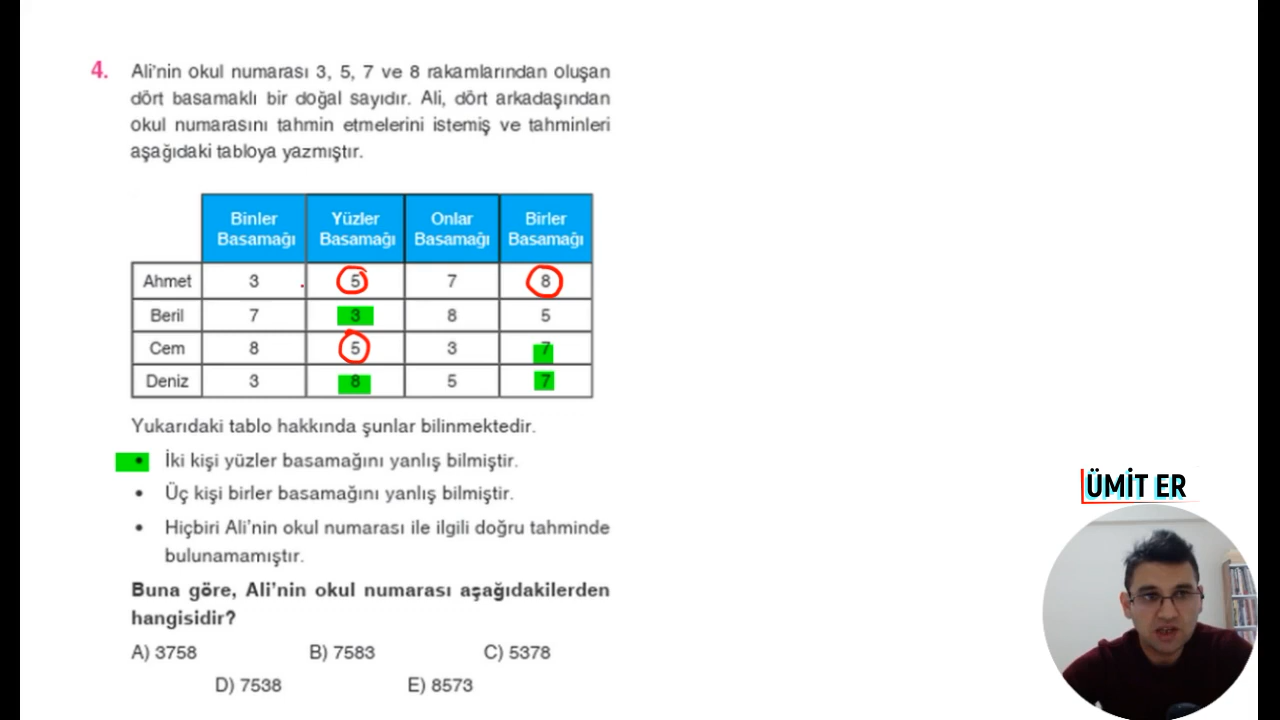 4. Ali'nin okul numarası 3, 5, 7 ve 8 rakamlarından oluşan
dört basamaklı bir doğal sayıdır. Ali, dört arkadaşından
okul numarasını tahmin etmelerini istemiş ve tahminleri
aşağıdaki tabloya yazmıştır.
Binler Basamağı Yüzler Basamağı Onlar Basamağı Birler Basamağı
Ahmet 3 5 7 8
Beril 7 3 8 5
Cem 8 5 3 7
Deniz 3 8 5 7
Yukarıdaki tablo hakkında şunlar bilinmektedir.
• İki kişi yüzler basamağını yanlış bilmiştir.
• Üç kişi birler basamağını yanlış bilmiştir.
• Hiçbiri Ali'nin okul numarası ile ilgili doğru tahminde
bulunamamıştır.
Buna göre, Ali'nin okul numarası aşağıdakilerden
hangisidir?
A) 3758 B) 7583 C) 5378
D) 7538 E) 8573
ÜMİT ER